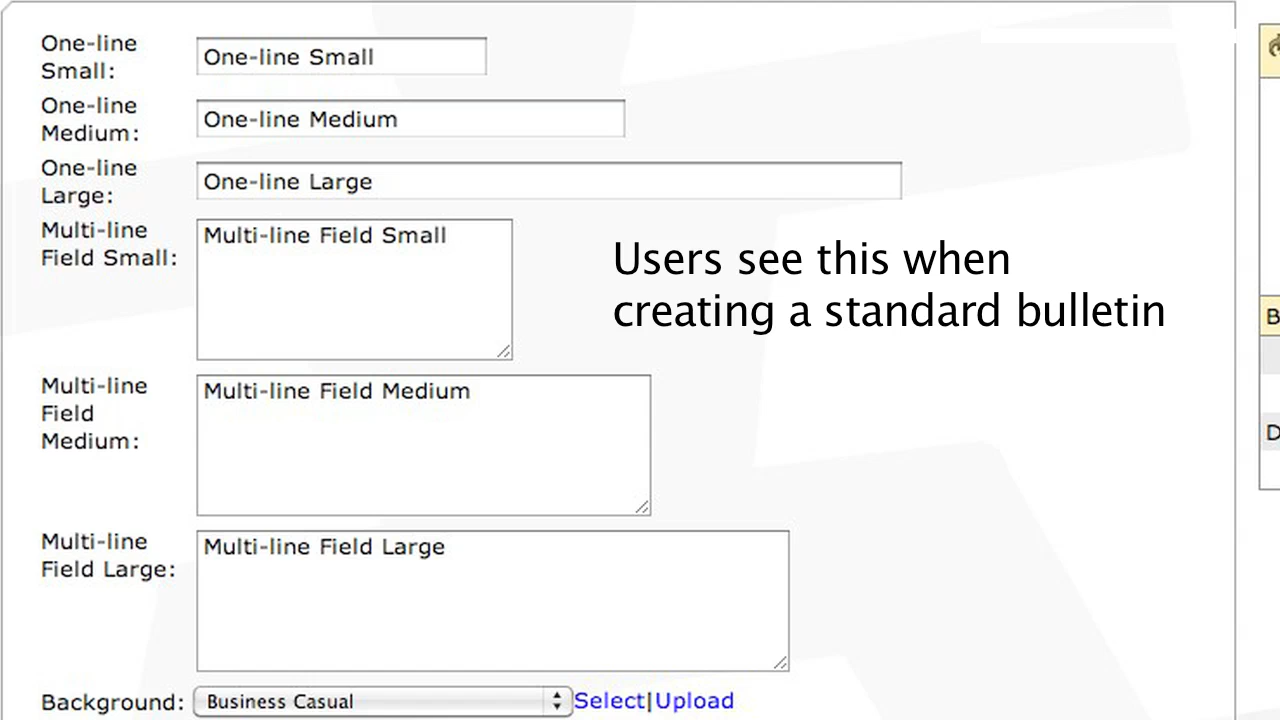 One-line
Small:
One-line Small
One-line
Medium:
One-line Medium
One-line
Large:
One-line Large
Multi-line
Field Small:
Multi-line Field Small
Users see this when
creating a standard bulletin
Multi-line
Field
Medium:
Multi-line Field Medium
Multi-line
Field Large:
Multi-line Field Large
Background:
Business Casual
Select|Upload
B
D